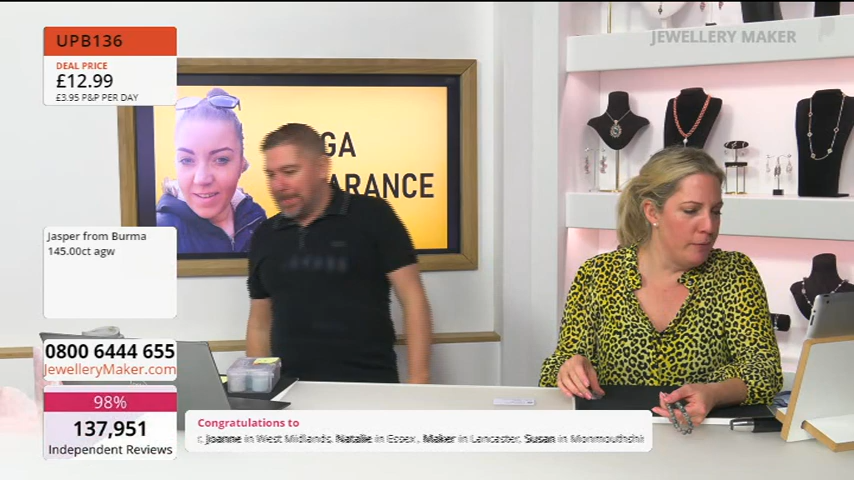 UPB136
DEAL PRICE
£12.99
£3.95 P&P PER DAY
JEWELLERY MAKER
GA
ARANCE
Jasper from Burma
145.00ct agw
0800 6444 655
JewelleryMaker.com
98%
137,951
Independent Reviews
Congratulations to
r, Joanne in West Midlands, Natalie in Essex, Maker in Lancaster, Susan in Monmouthshi